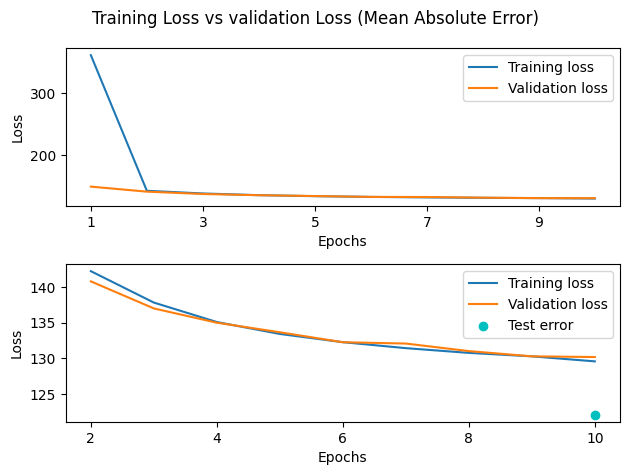 Training Loss vs validation Loss (Mean Absolute Error)
300
200
Loss
Training loss
Validation loss
1 3 5 7 9
Epochs
140
135
130
125
Loss
Training loss
Validation loss
Test error
2 4 6 8 10
Epochs